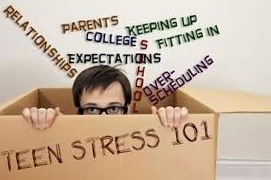 RELATIONSHIPS
PARENTS
COLLEGE
KEEPING UP
FITTING IN
EXPECTATIONS
SCHOOL
OVER-
SCHEDULING
TEEN STRESS 101